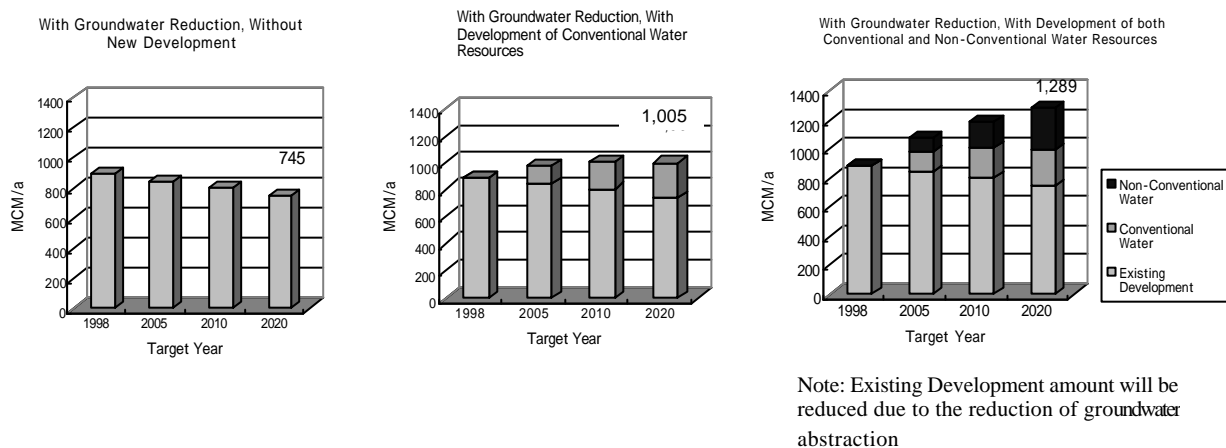 With Groundwater Reduction, Without
New Development
1400
1200
1000
800
600
400
200
0
MCM/a
745
1998
2005
2010
2020
Target Year
With Groundwater Reduction, With
Development of Conventional Water
Resources
1400
1200
1000
800
600
400
200
0
MCM/a
1,005
1998
2005
2010
2020
Target Year
With Groundwater Reduction, With Development of both
Conventional and Non-Conventional Water Resources
1400
1200
1000
800
600
400
200
0
MCM/a
1,289
1998
2005
2010
2020
Target Year
Non-Conventional
Water
Conventional
Water
Existing
Development
Note: Existing Development amount will be
reduced due to the reduction of groundwater
abstraction